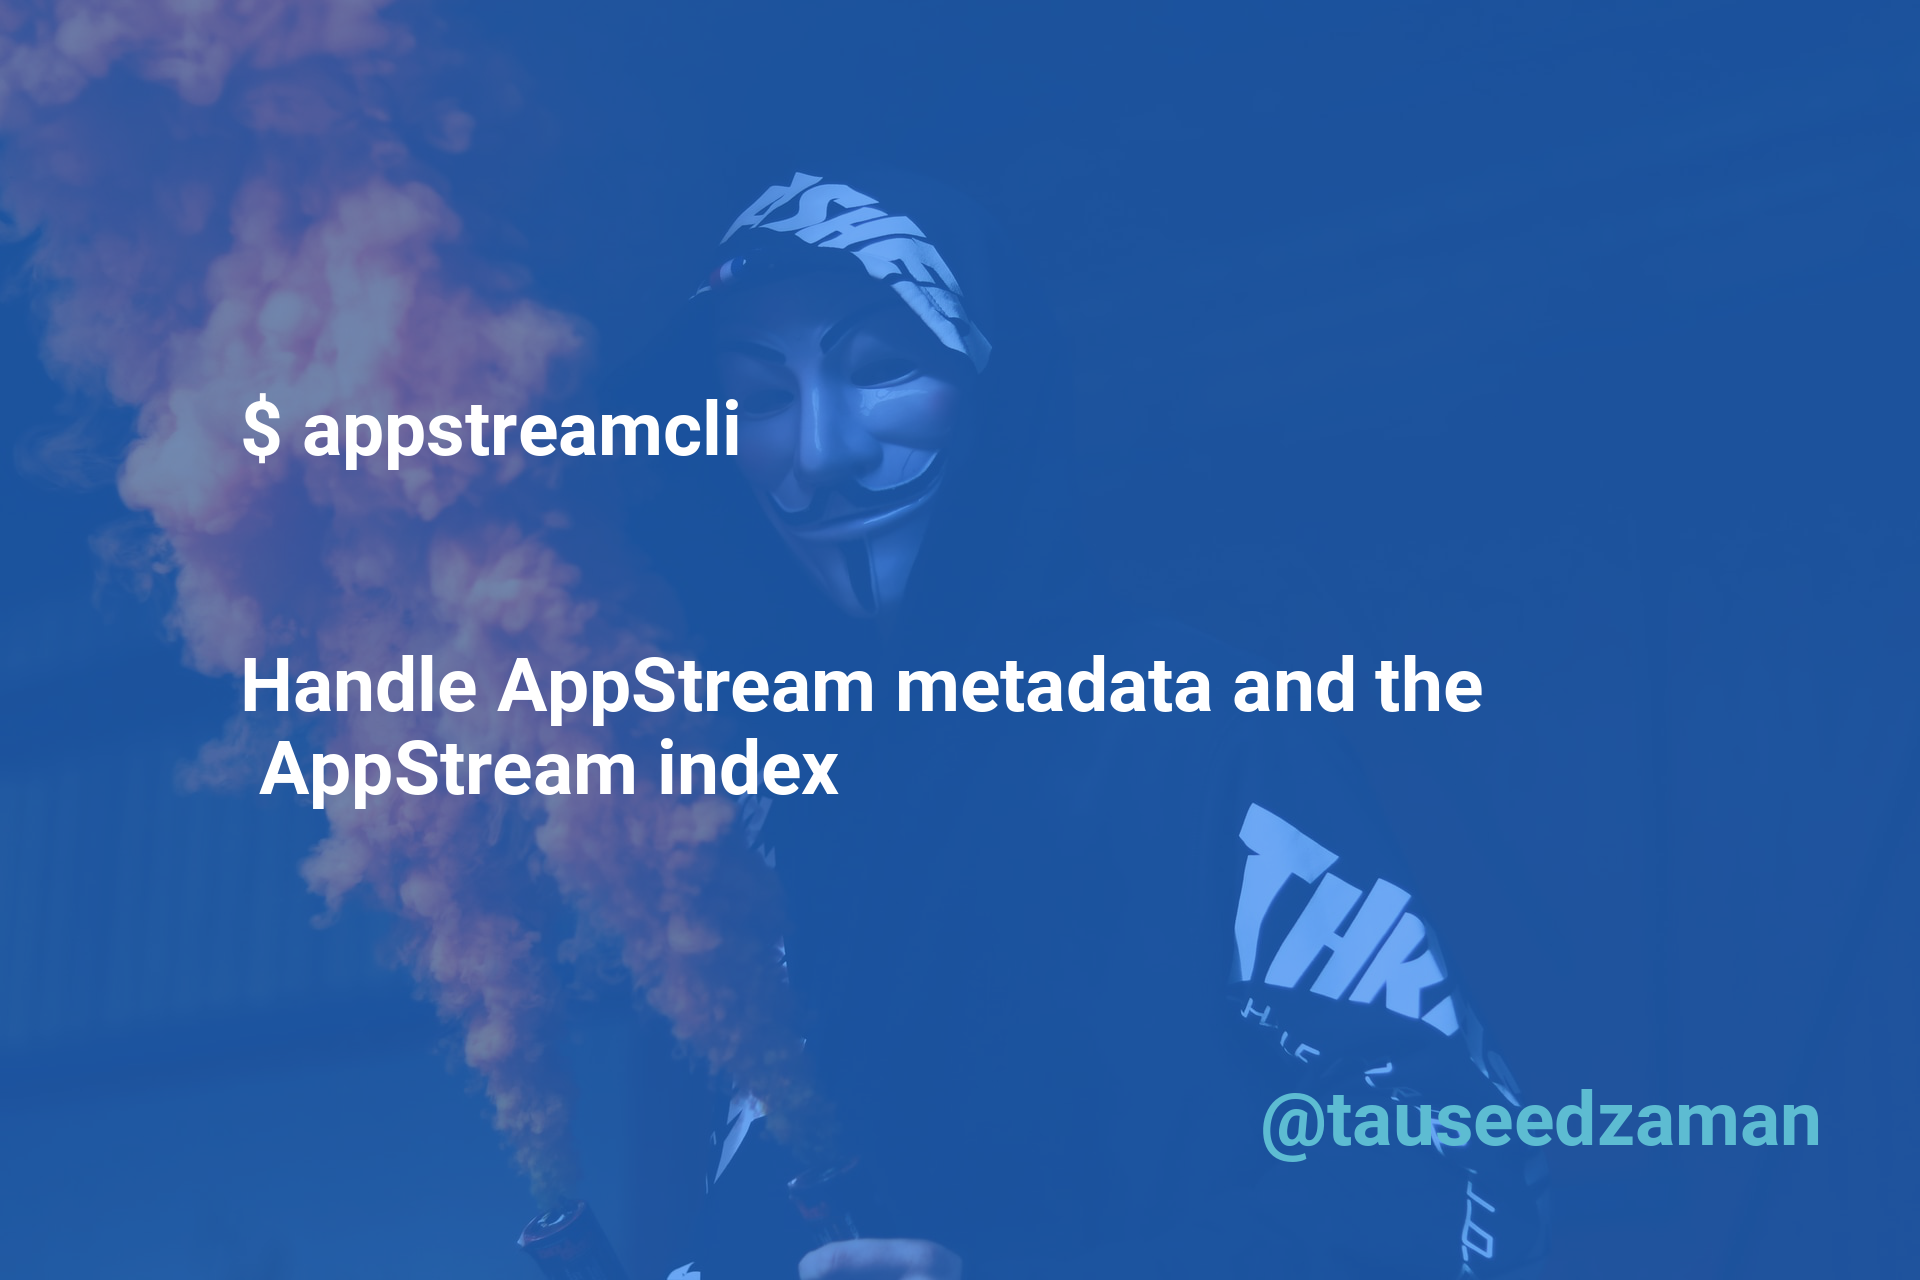 $ appstreamcli
Handle AppStream metadata and the
AppStream index
@tauseedzaman